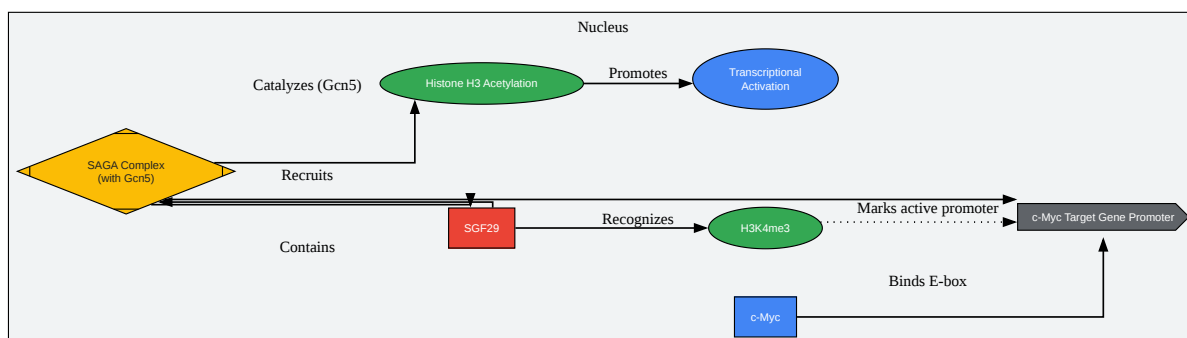 Nucleus
Catalyzes (Gcn5)
Histone H3 Acetylation
Promotes
Transcriptional
Activation
SAGA Complex
(with Gcn5)
Recruits
Contains
SGF29
Recognizes
H3K4me3
Marks active promoter
c-Myc Target Gene Promoter
Binds E-box
c-Myc